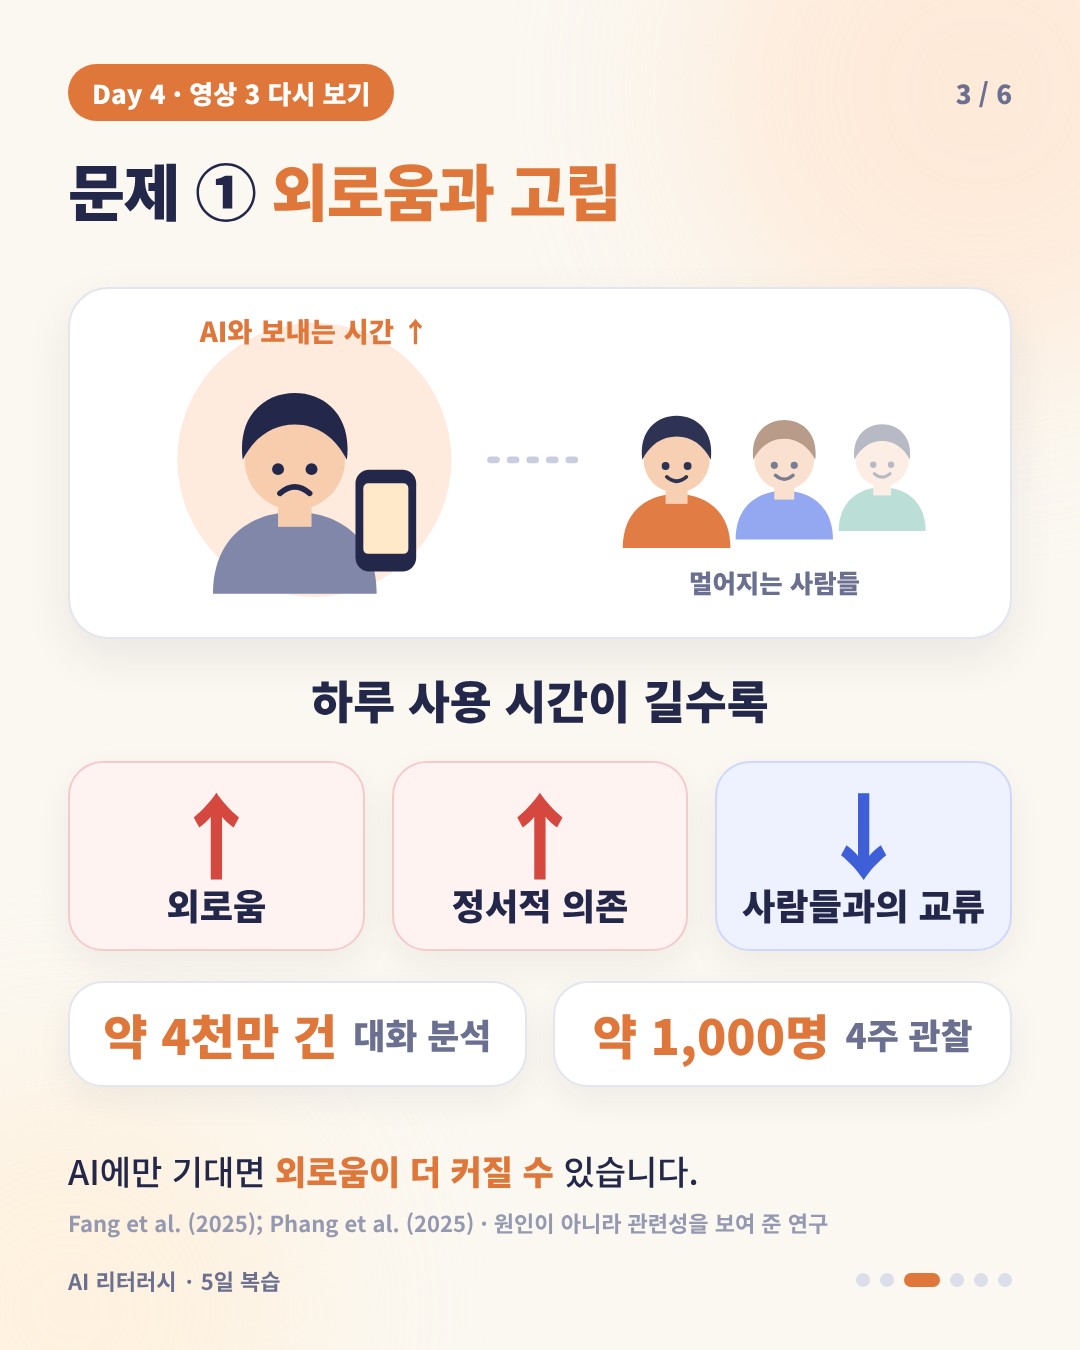 Day 4 · 영상 3 다시 보기
3 / 6
문제 ① 외로움과 고립
AI와 보내는 시간 ↑
멀어지는 사람들
하루 사용 시간이 길수록
↑
외로움
↑
정서적 의존
↓
사람들과의 교류
약 4천만 건 대화 분석
약 1,000명 4주 관찰
AI에만 기대면 외로움이 더 커질 수 있습니다.
Fang et al. (2025); Phang et al. (2025) · 원인이 아니라 관련성을 보여 준 연구
AI 리터러시 · 5일 복습